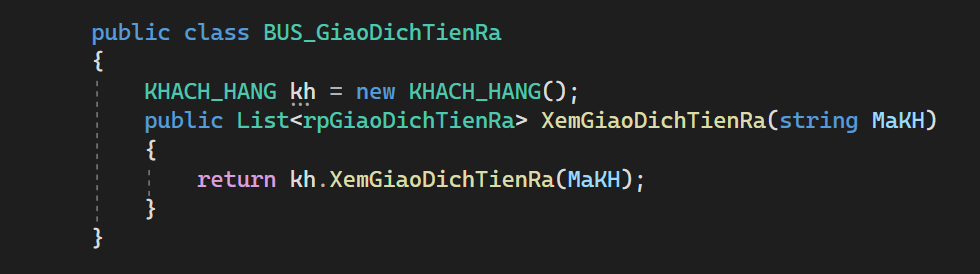 public class BUS_GiaoDichTienRa
{
KHACH_HANG kh = new KHACH_HANG();
public List<rpGiaoDichTienRa> XemGiaoDichTienRa(string MaKH)
{
return kh.XemGiaoDichTienRa(MaKH);
}
}